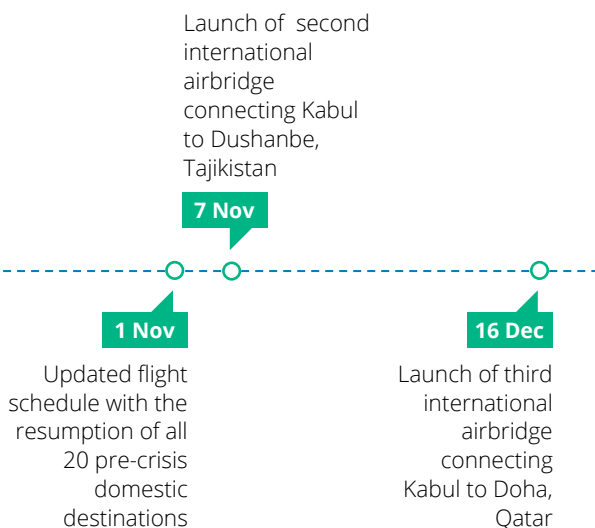 Launch of  second
international
airbridge
connecting Kabul
to Dushanbe,
Tajikistan
7 Nov
1 Nov
Updated flight
schedule with the
resumption of all
20 pre-crisis
domestic
destinations
16 Dec
Launch of third
international
airbridge
connecting
Kabul to Doha,
Qatar